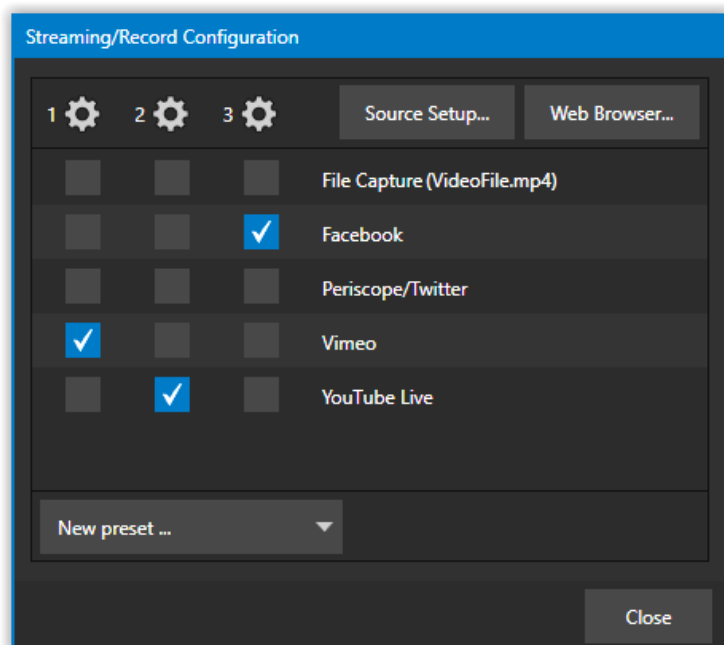 Streaming/Record Configuration
1 2 3 Source Setup... Web Browser...
File Capture (VideoFile.mp4)
Facebook
Periscope/Twitter
Vimeo
YouTube Live
New preset ...
Close